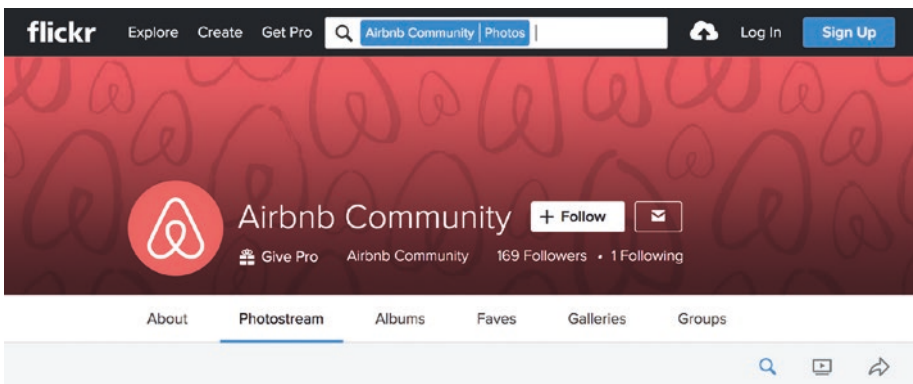 flickr Explore Create Get Pro Airbnb Community Photos Log In Sign Up
Airbnb Community + Follow
Give Pro Airbnb Community 169 Followers • 1 Following
About Photostream Albums Faves Galleries Groups